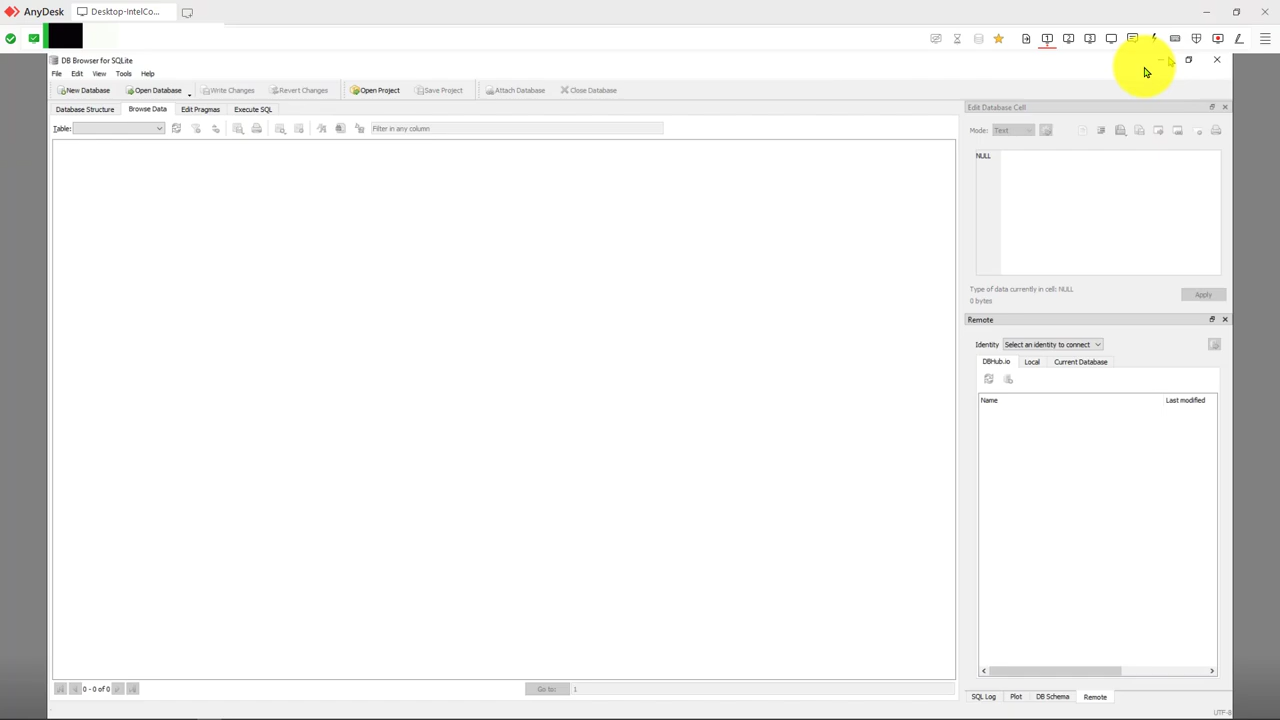 AnyDesk Desktop-IntelCo...
1 2 3
DB Browser for SQLite
File Edit View Tools Help
New Database Open Database Write Changes Revert Changes Open Project Save Project Attach Database Close Database
Database Structure Browse Data Edit Pragmas Execute SQL
Edit Database Cell
Table: Filter in any column
Mode: Text
NULL
Type of data currently in cell: NULL
0 bytes
Apply
Remote
Identity Select an identity to connect
DBHub.io Local Current Database
Name Last modified
0 - 0 of 0 Go to: 1
SQL Log Plot DB Schema Remote
UTF-8